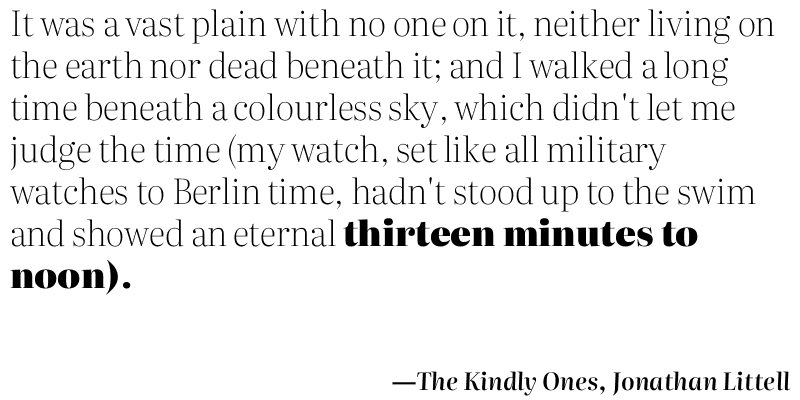 It was a vast plain with no one on it, neither living on
the earth nor dead beneath it; and I walked a long
time beneath a colourless sky, which didn't let me
judge the time (my watch, set like all military
watches to Berlin time, hadn't stood up to the swim
and showed an eternal thirteen minutes to
noon).
—The Kindly Ones, Jonathan Littell